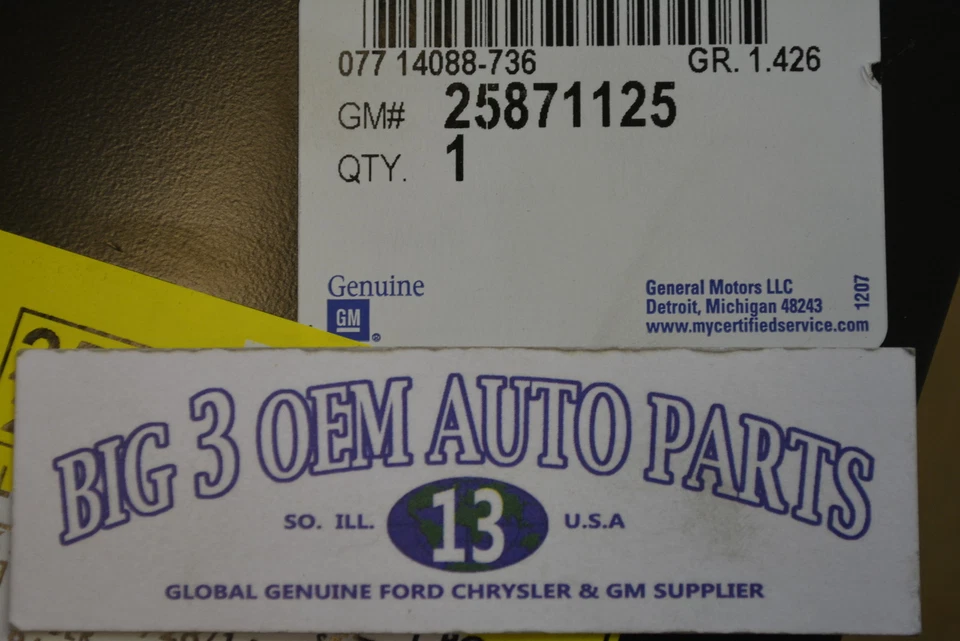 077 14088-736 GR. 1.426
GM# 25871125
QTY. 1
Genuine
GM ®
General Motors LLC
Detroit, Michigan 48243
www.mycertifiedservice.com
1207
BIG 3 OEM AUTO PARTS
SO. ILL. 13 U.S.A
GLOBAL GENUINE FORD CHRYSLER & GM SUPPLIER